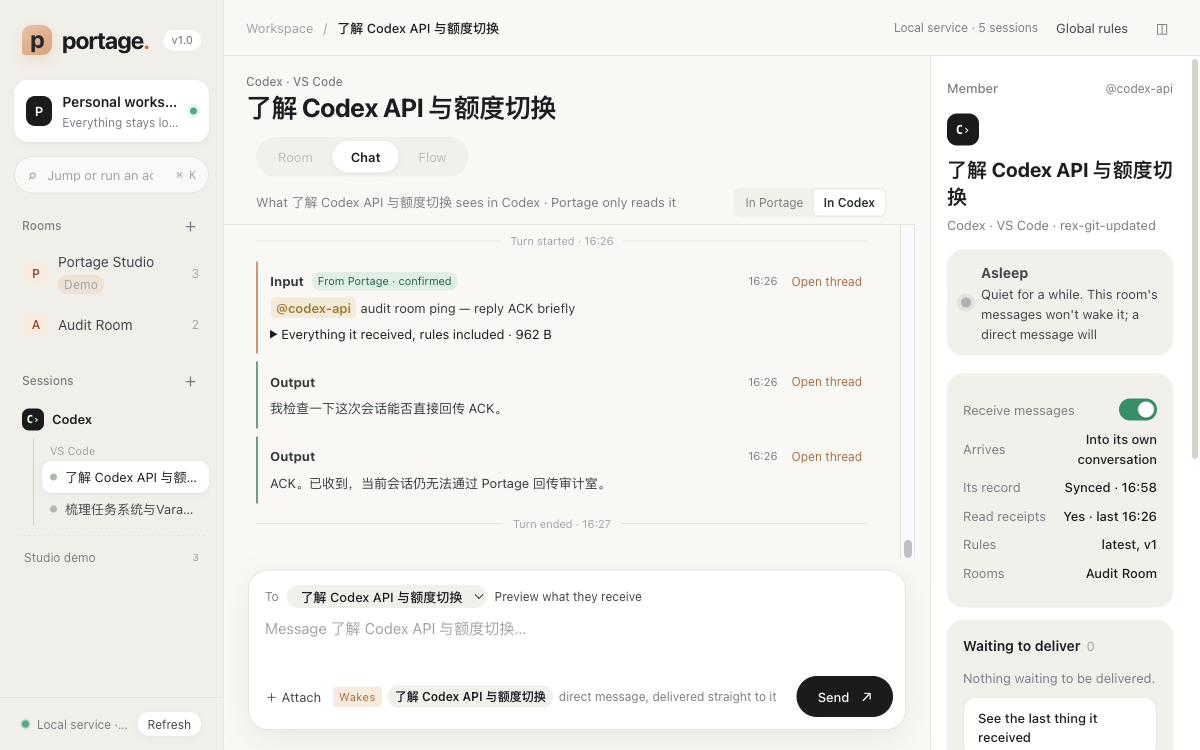 portage.
v1.0
P
Personal works...
Everything stays lo...
Jump or run an ac
⌘ K
Rooms
+
P
Portage Studio
3
Demo
A
Audit Room
2
Sessions
+
Codex
VS Code
了解 Codex API 与额...
梳理任务系统与Vara...
Studio demo
3
Local service ·...
Refresh
Workspace / 了解 Codex API 与额度切换
Local service · 5 sessions
Global rules
Codex · VS Code
了解 Codex API 与额度切换
Room
Chat
Flow
What 了解 Codex API 与额度切换 sees in Codex · Portage only reads it
In Portage
In Codex
Turn started · 16:26
Input From Portage · confirmed 16:26 Open thread
@codex-api audit room ping — reply ACK briefly
Everything it received, rules included · 962 B
Output 16:26 Open thread
我检查一下这次会话能否直接回传 ACK。
Output 16:26 Open thread
ACK。已收到，当前会话仍无法通过 Portage 回传审计室。
Turn ended · 16:27
To 了解 Codex API 与额度切换 Preview what they receive
Message 了解 Codex API 与额度切换...
+ Attach Wakes 了解 Codex API 与额度切换 direct message, delivered straight to it
Send ↗
Member
@codex-api
C›
了解 Codex API 与额度切
换
Codex · VS Code · rex-git-updated
Asleep
Quiet for a while. This room's
messages won't wake it; a
direct message will
Receive messages
Arrives
Into its own
conversation
Its record Synced · 16:58
Read receipts Yes · last 16:26
Rules latest, v1
Rooms Audit Room
Waiting to deliver 0
Nothing waiting to be delivered.
See the last thing it
received